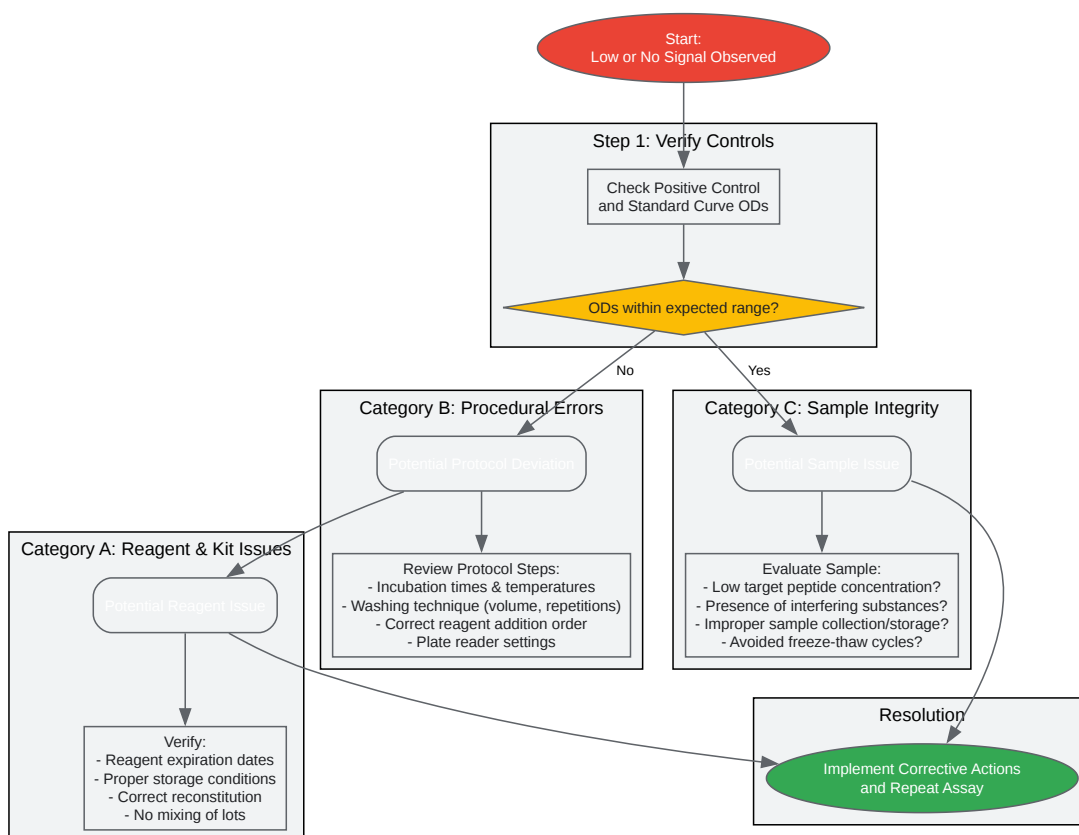 Start:
Low or No Signal Observed
Step 1: Verify Controls
Check Positive Control
and Standard Curve ODs
ODs within expected range?
No
Yes
Category B: Procedural Errors
Potential Protocol Deviation
Category C: Sample Integrity
Potential Sample Issue
Category A: Reagent & Kit Issues
Potential Reagent Issue
Review Protocol Steps:
- Incubation times & temperatures
- Washing technique (volume, repetitions)
- Correct reagent addition order
- Plate reader settings
Evaluate Sample:
- Low target peptide concentration?
- Presence of interfering substances?
- Improper sample collection/storage?
- Avoided freeze-thaw cycles?
Verify:
- Reagent expiration dates
- Proper storage conditions
- Correct reconstitution
- No mixing of lots
Resolution
Implement Corrective Actions
and Repeat Assay